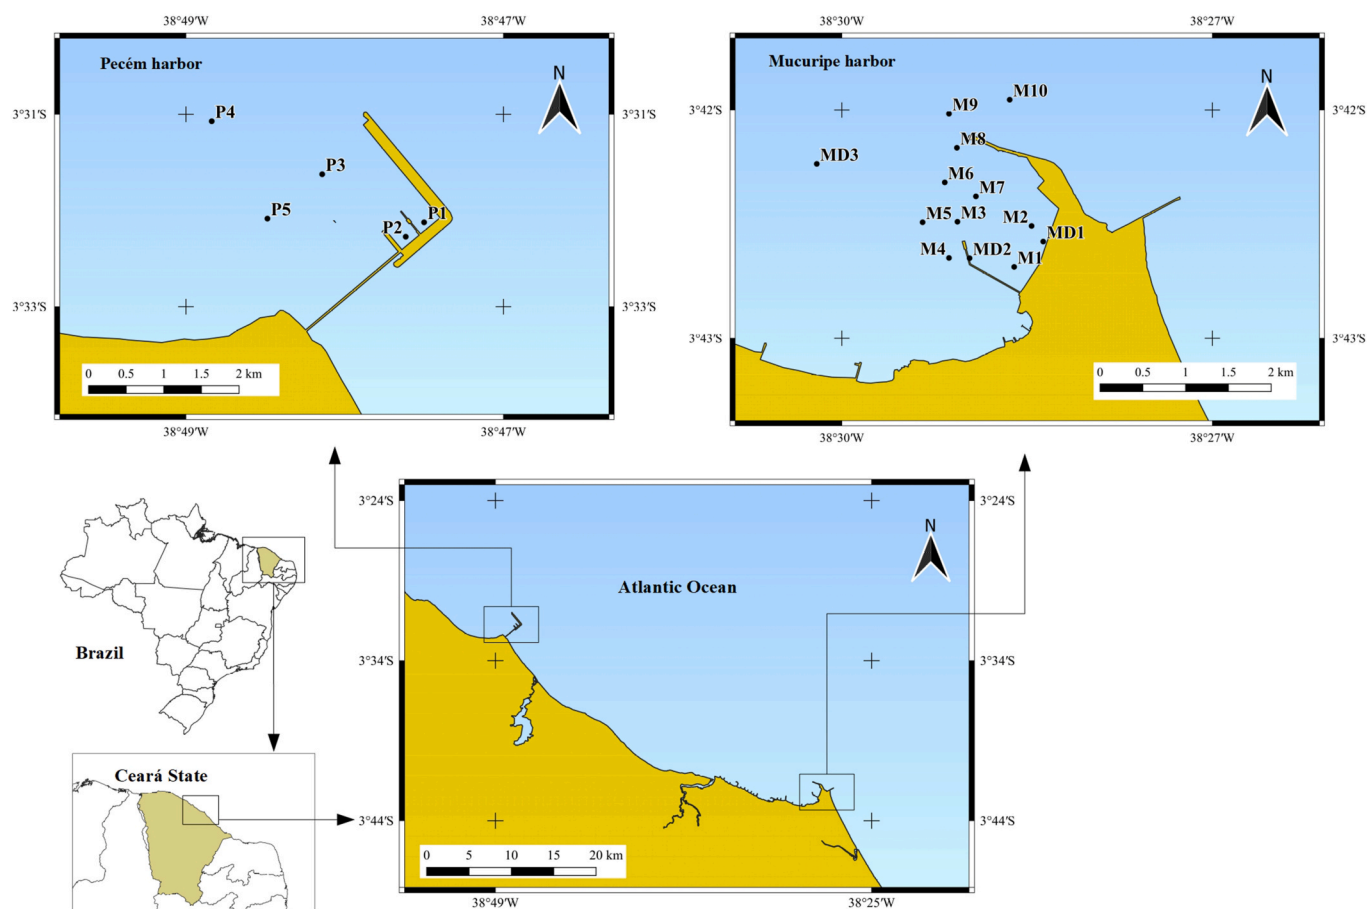 38°49'W 38°47'W
Pecém harbor
N
3°31'S 3°31'S
P4
P3
P5
P1
P2
3°33'S 3°33'S
0 0.5 1 1.5 2 km
38°49'W 38°47'W
38°30'W 38°27'W
Mucuripe harbor
N
M10
3°42'S 3°42'S
M9
M8
MD3
M6
M7
M5 M3 M2
MD1
M4 MD2 M1
3°43'S 3°43'S
0 0.5 1 1.5 2 km
38°30'W 38°27'W
3°24'S 3°24'S
N
Atlantic Ocean
Brazil
3°34'S 3°34'S
Ceará State
3°44'S 3°44'S
0 5 10 15 20 km
38°49'W 38°25'W